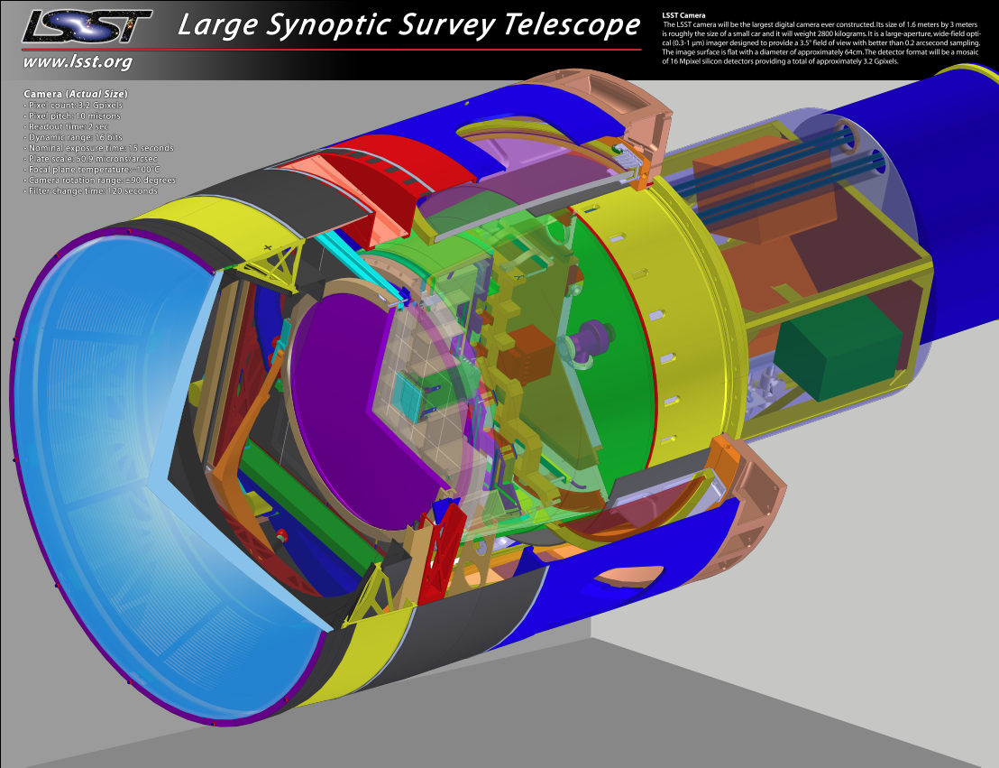 LSST
Large Synoptic Survey Telescope
www.lsst.org
LSST Camera
The LSST camera will be the largest digital camera ever constructed. Its size of 1.6 meters by 3 meters
is roughly the size of a small car and it will weight 2800 kilograms. It is a large-aperture, wide-field opti-
cal (0.3-1 µm) imager designed to provide a 3.5° field of view with better than 0.2 arcsecond sampling.
The image surface is flat with a diameter of approximately 64cm. The detector format will be a mosaic
of 16 Mpixel silicon detectors providing a total of approximately 3.2 Gpixels.
Camera (Actual Size)
• Pixel count: 3.2 Gpixels
• Pixel pitch: 10 microns
• Readout time: 2 sec
• Dynamic range: 16 bits
• Nominal exposure time: 15 seconds
• Plate scale: 50.9 microns/arcsec
• Focal plane temperature: -100°C
• Camera rotation range: ±90 degrees
• Filter change time: 120 seconds